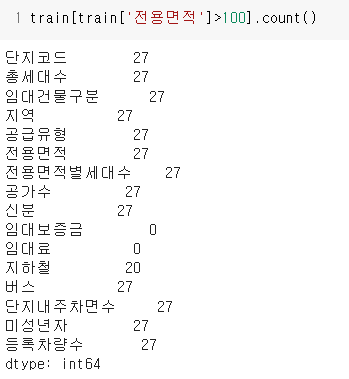 1 train[train['전용면적']>100].count()
단지코드 27
총세대수 27
임대건물구분 27
지역 27
공급유형 27
전용면적 27
전용면적별세대수 27
공가수 27
신분 27
임대보증금 0
임대료 0
지하철 20
버스 27
단지내주차면수 27
미성년자 27
등록차량수 27
dtype: int64